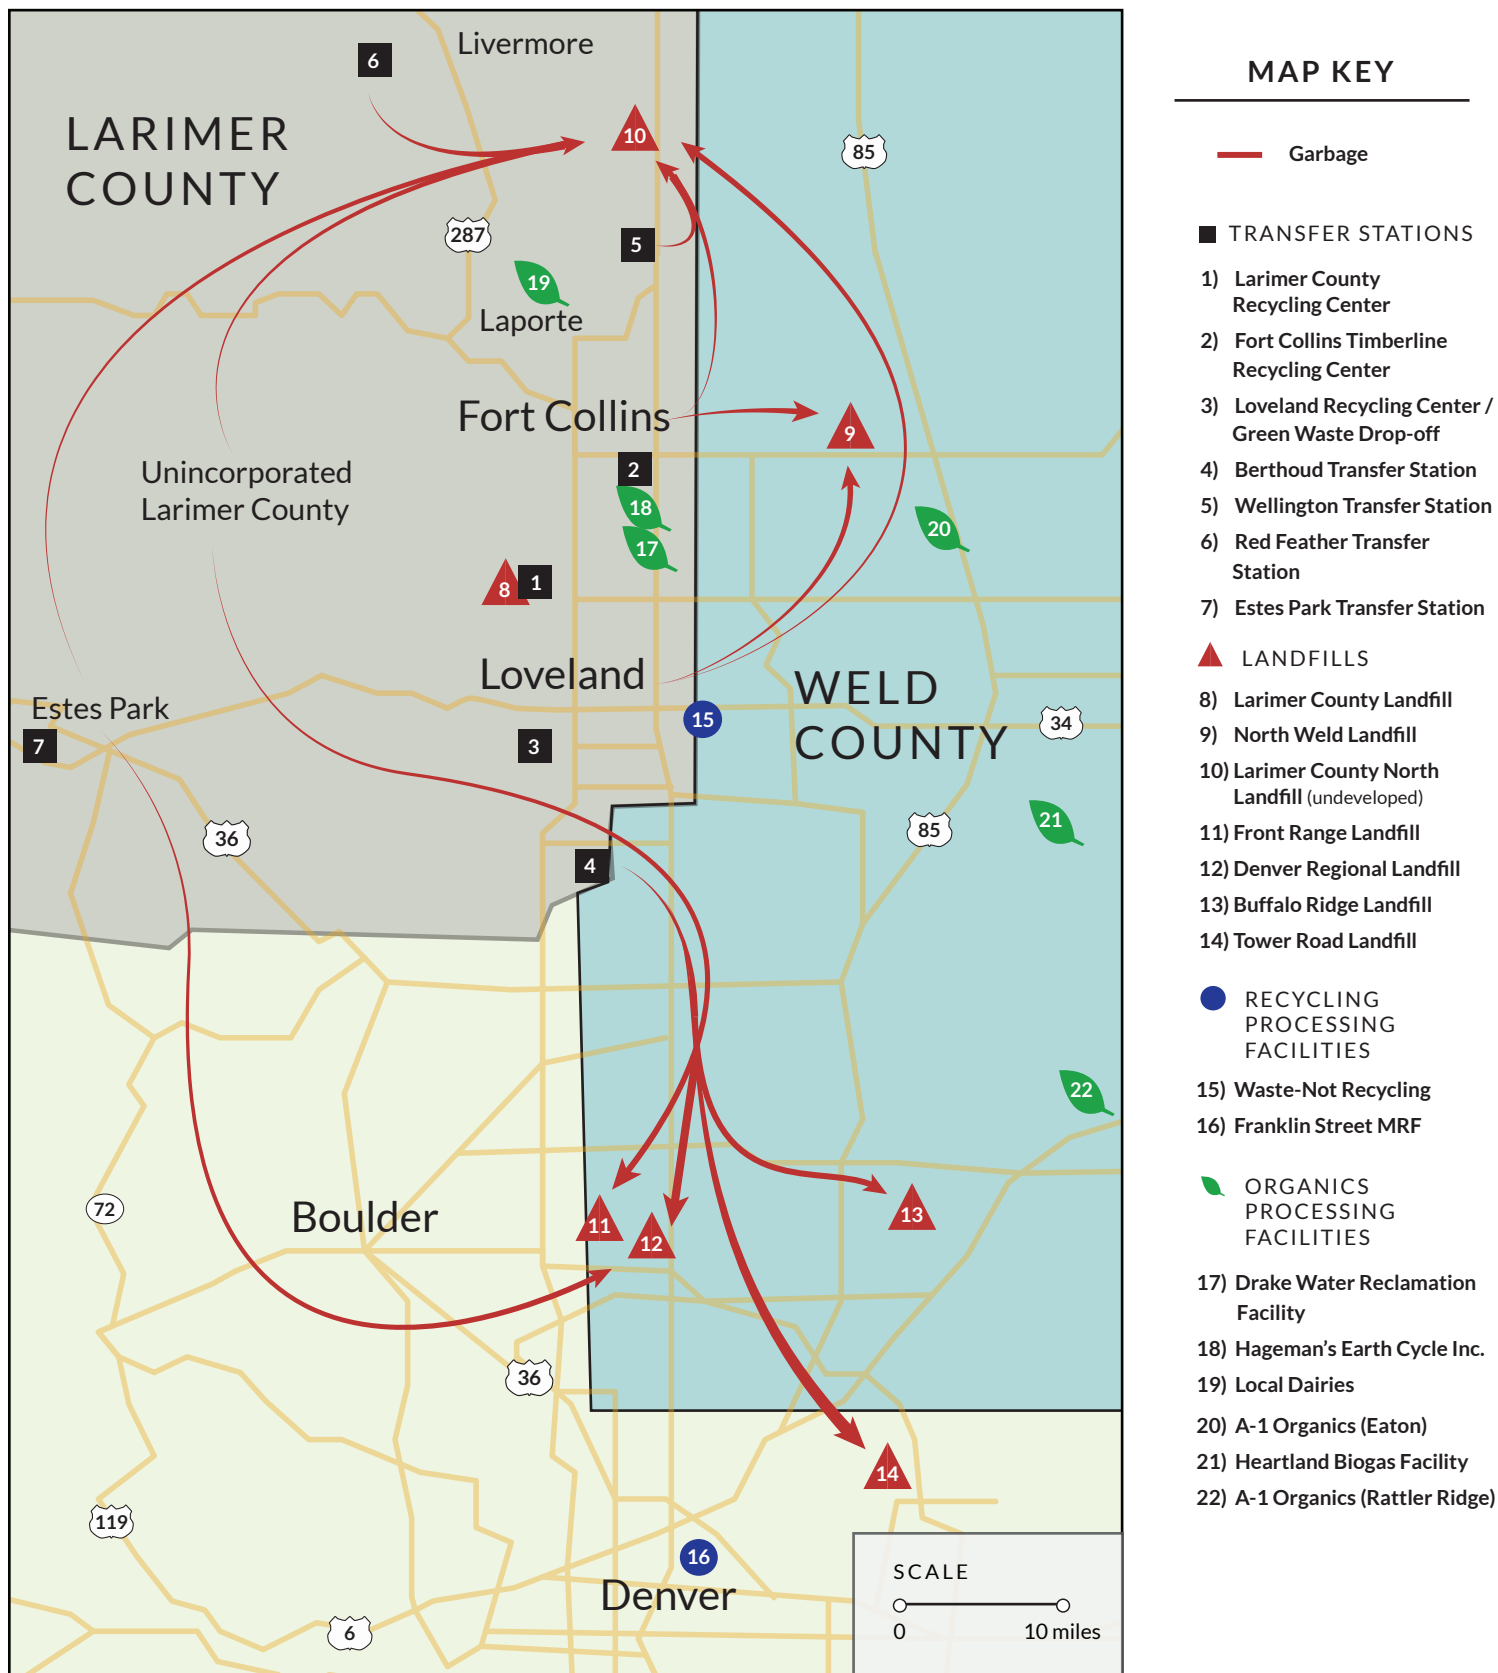 Livermore
6
LARIMER
COUNTY
10
85
287
5
19
Laporte
Fort Collins
9
Unincorporated
Larimer County
2
18
17
20
8
1
Loveland
WELD
COUNTY
Estes Park
7
3
15
34
36
4
85
21
22
72
Boulder
11
12
13
36
14
119
16
Denver
6
SCALE
0 10 miles
MAP KEY
Garbage
TRANSFER STATIONS
1) Larimer County
Recycling Center
2) Fort Collins Timberline
Recycling Center
3) Loveland Recycling Center /
Green Waste Drop-off
4) Berthoud Transfer Station
5) Wellington Transfer Station
6) Red Feather Transfer
Station
7) Estes Park Transfer Station
LANDFILLS
8) Larimer County Landfill
9) North Weld Landfill
10) Larimer County North
Landfill (undeveloped)
11) Front Range Landfill
12) Denver Regional Landfill
13) Buffalo Ridge Landfill
14) Tower Road Landfill
RECYCLING
PROCESSING
FACILITIES
15) Waste-Not Recycling
16) Franklin Street MRF
ORGANICS
PROCESSING
FACILITIES
17) Drake Water Reclamation
Facility
18) Hageman's Earth Cycle Inc.
19) Local Dairies
20) A-1 Organics (Eaton)
21) Heartland Biogas Facility
22) A-1 Organics (Rattler Ridge)